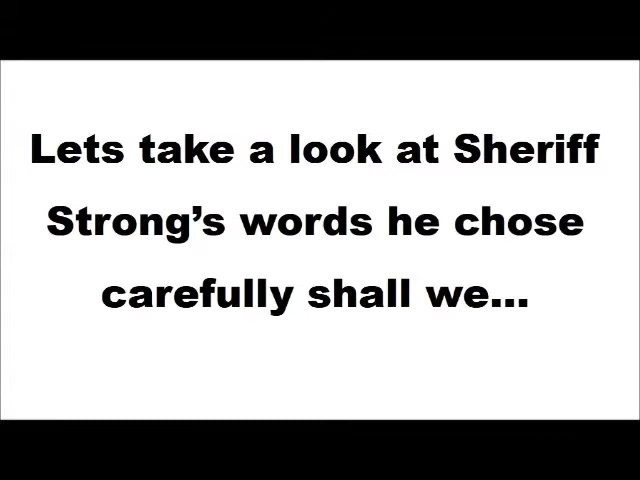 Lets take a look at Sheriff
Strong’s words he chose
carefully shall we...